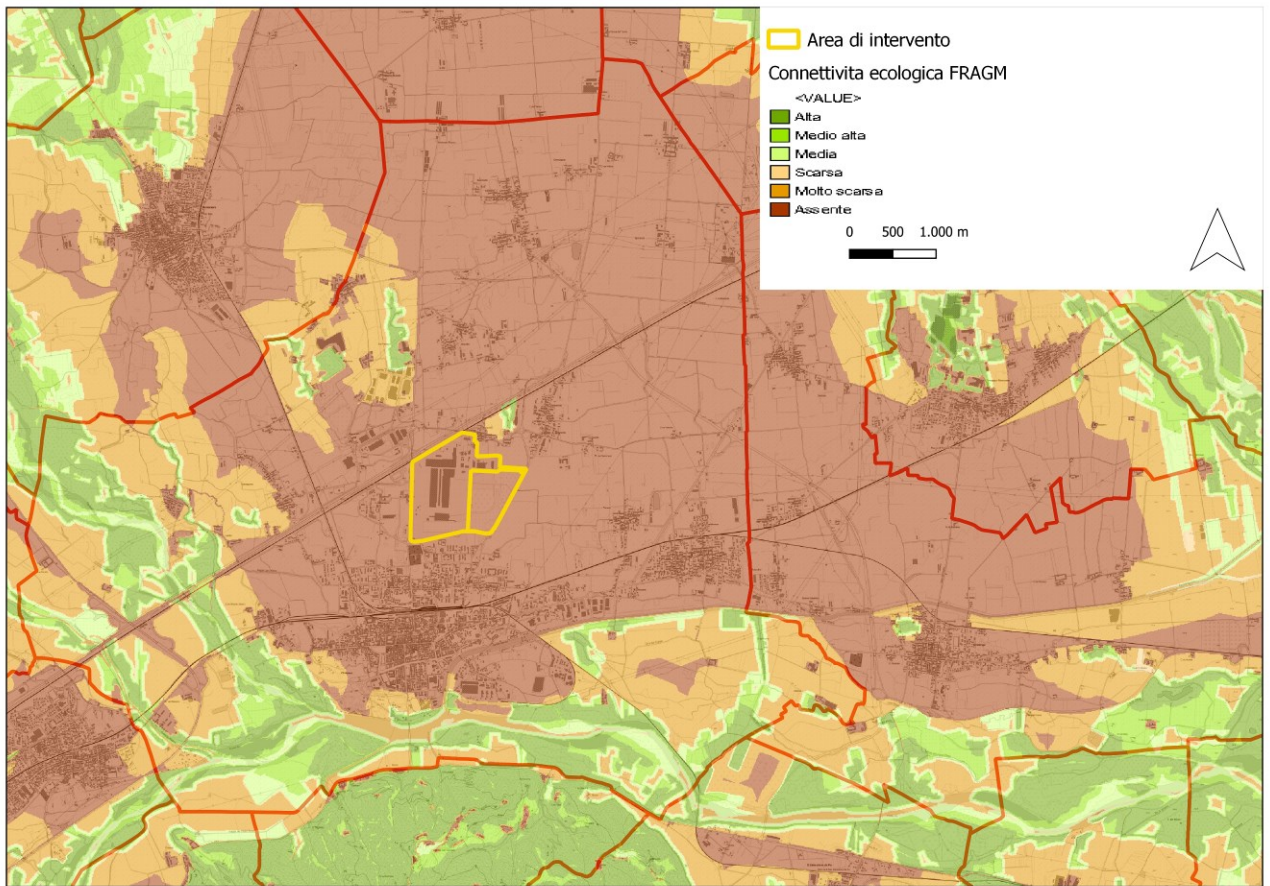 Area di intervento
Connettivita ecologica FRAGM
<VALUE>
Alta
Medio alta
Media
Scarsa
Molto scarsa
Assente
0 500 1.000 m